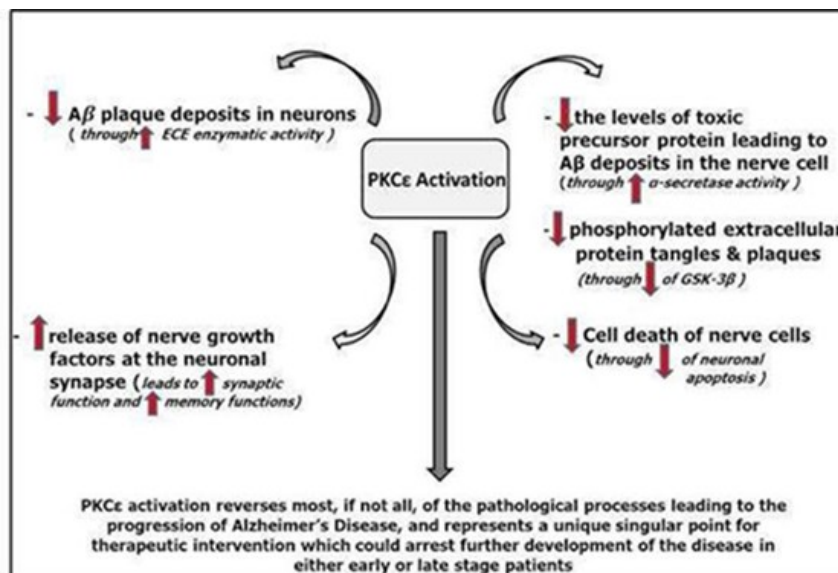 - Aβ plaque deposits in neurons
( through ECE enzymatic activity )
- the levels of toxic
precursor protein leading to
Aβ deposits in the nerve cell
(through α-secretase activity )
PKCε Activation
- phosphorylated extracellular
protein tangles & plaques
(through of GSK-3β )
- release of nerve growth
factors at the neuronal
synapse (leads to synaptic
function and memory functions)
- Cell death of nerve cells
(through of neuronal
apoptosis )
PKCε activation reverses most, if not all, of the pathological processes leading to the
progression of Alzheimer's Disease, and represents a unique singular point for
therapeutic intervention which could arrest further development of the disease in
either early or late stage patients